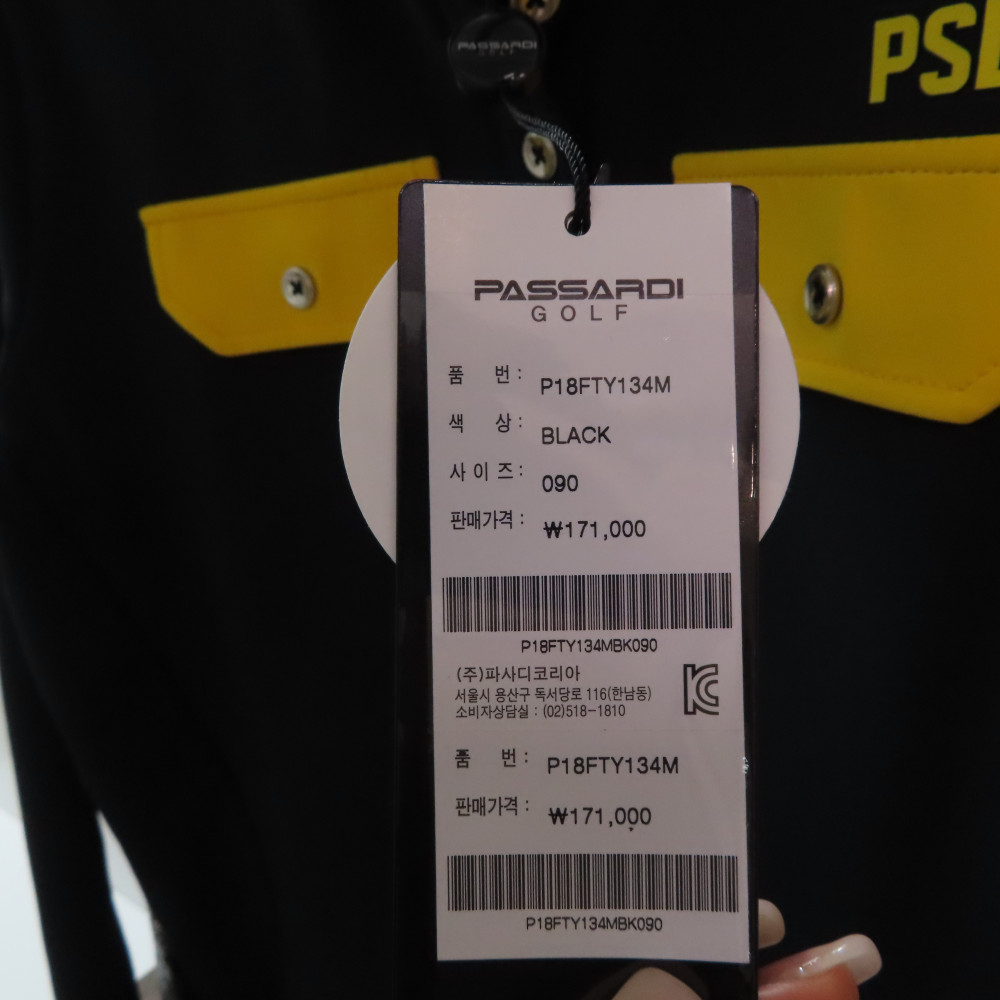 PASSARDI
GOLF
PS
PASSARDI
GOLF
품 번 : P18FTY134M
색 상 : BLACK
사 이 즈 : 090
판매가격 : ₩171,000
P18FTY134MBK090
(주)파사디코리아
서울시 용산구 독서당로 116(한남동)
소비자상담실 : (02)518-1810
품 번 : P18FTY134M
판매가격 : ₩171,000
P18FTY134MBK090